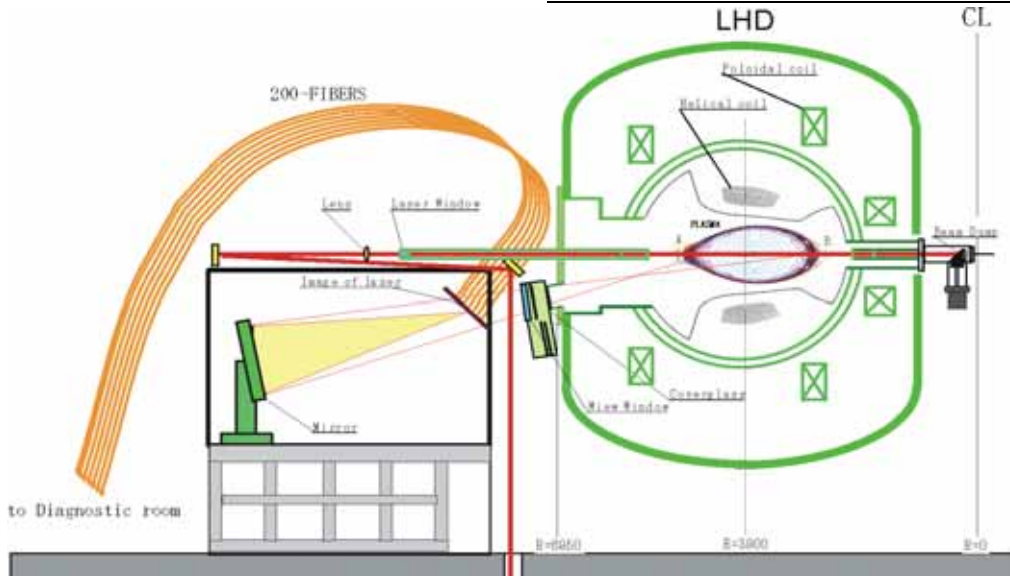 LHD
CL
Poloidal coil
200-FIBERS
Helical coil
Lens
Laser Window
PLASMA
Beam Dump
A
B
Image of laser
Coverglass
View Window
Mirror
to Diagnostic room
R=3900
R=0